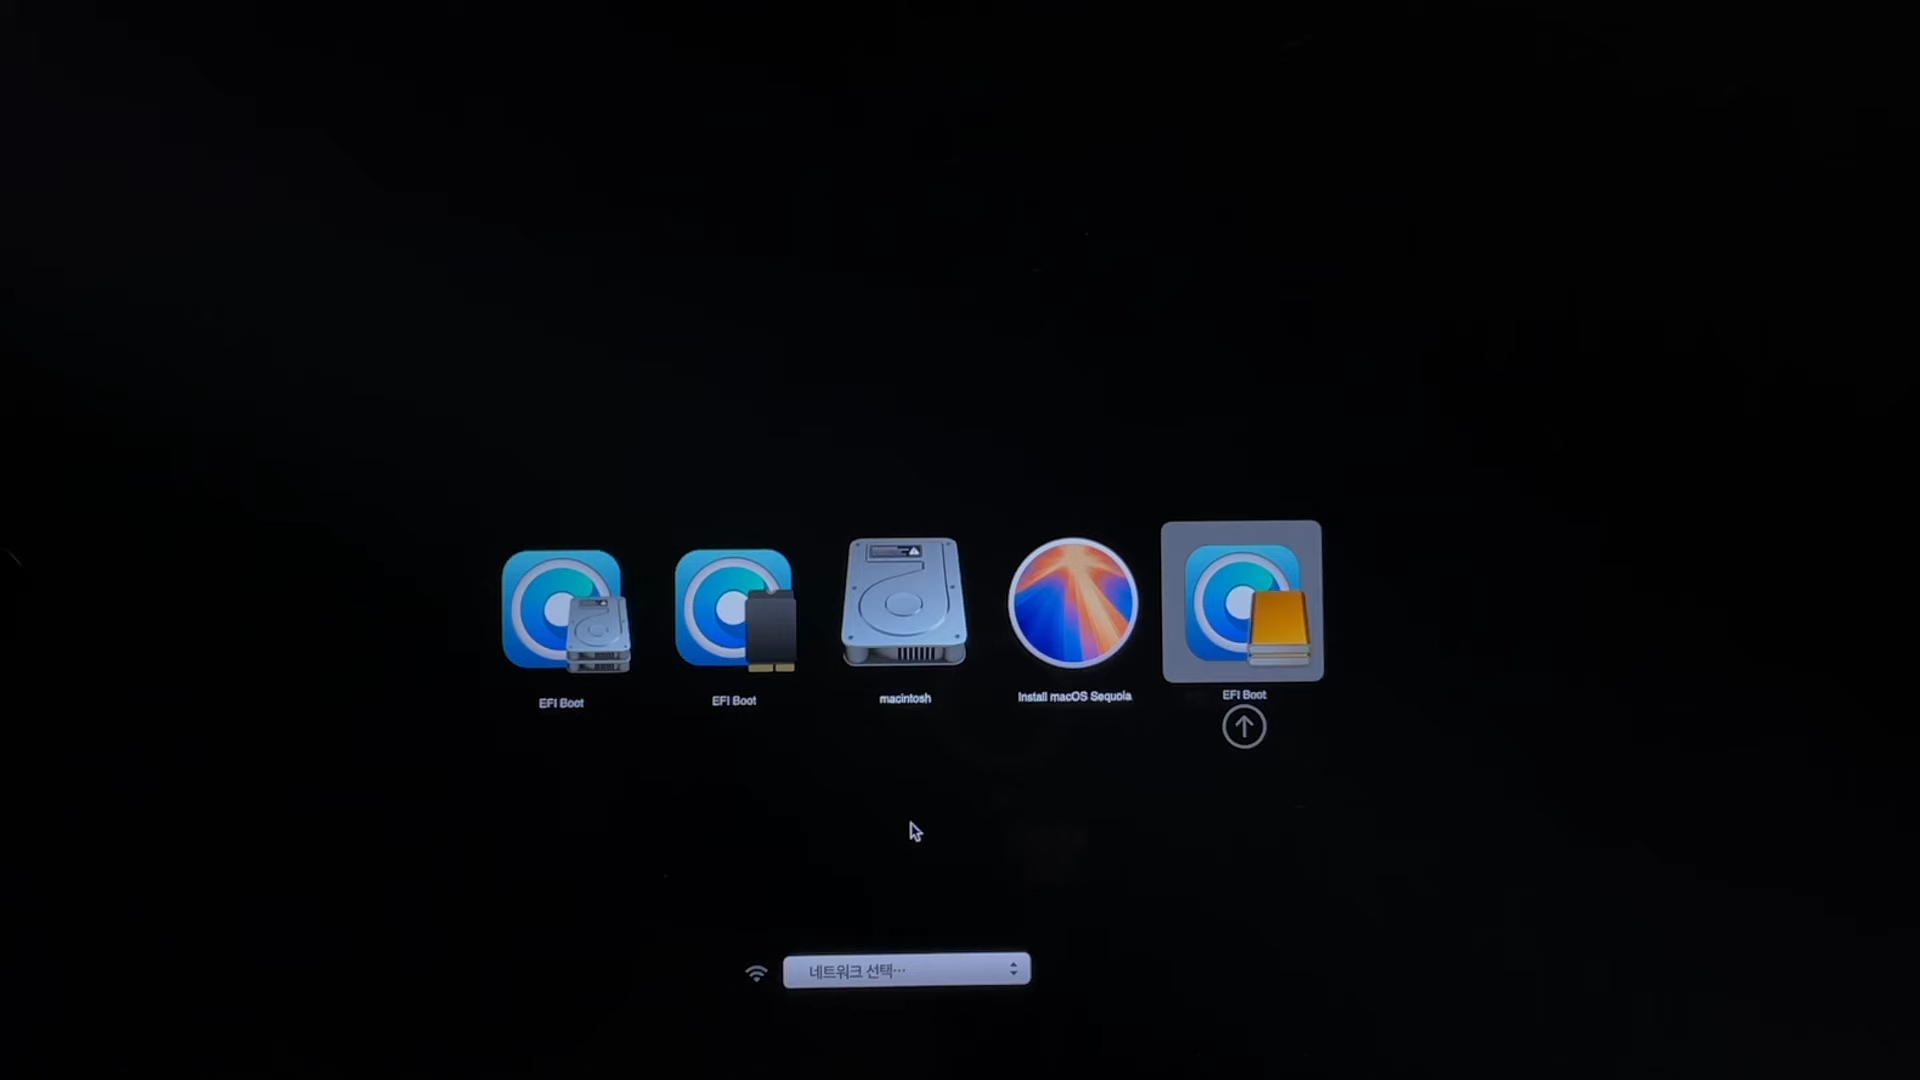 EFI Boot
EFI Boot
macintosh
Install macOS Sequoia
EFI Boot
네트워크 선택…